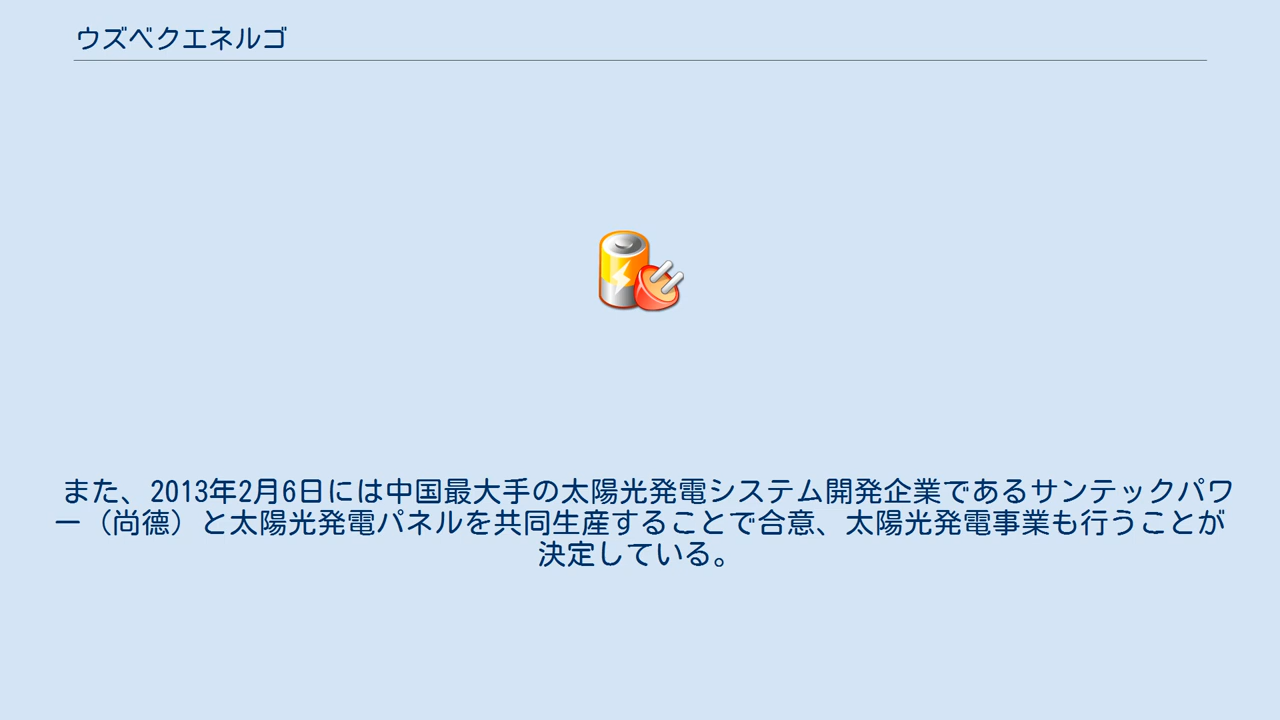 ウズベクエネルゴ
また、2013年2月6日には中国最大手の太陽光発電システム開発企業であるサンテックパワ
ー（尚德）と太陽光発電パネルを共同生産することで合意、太陽光発電事業も行うことが
決定している。